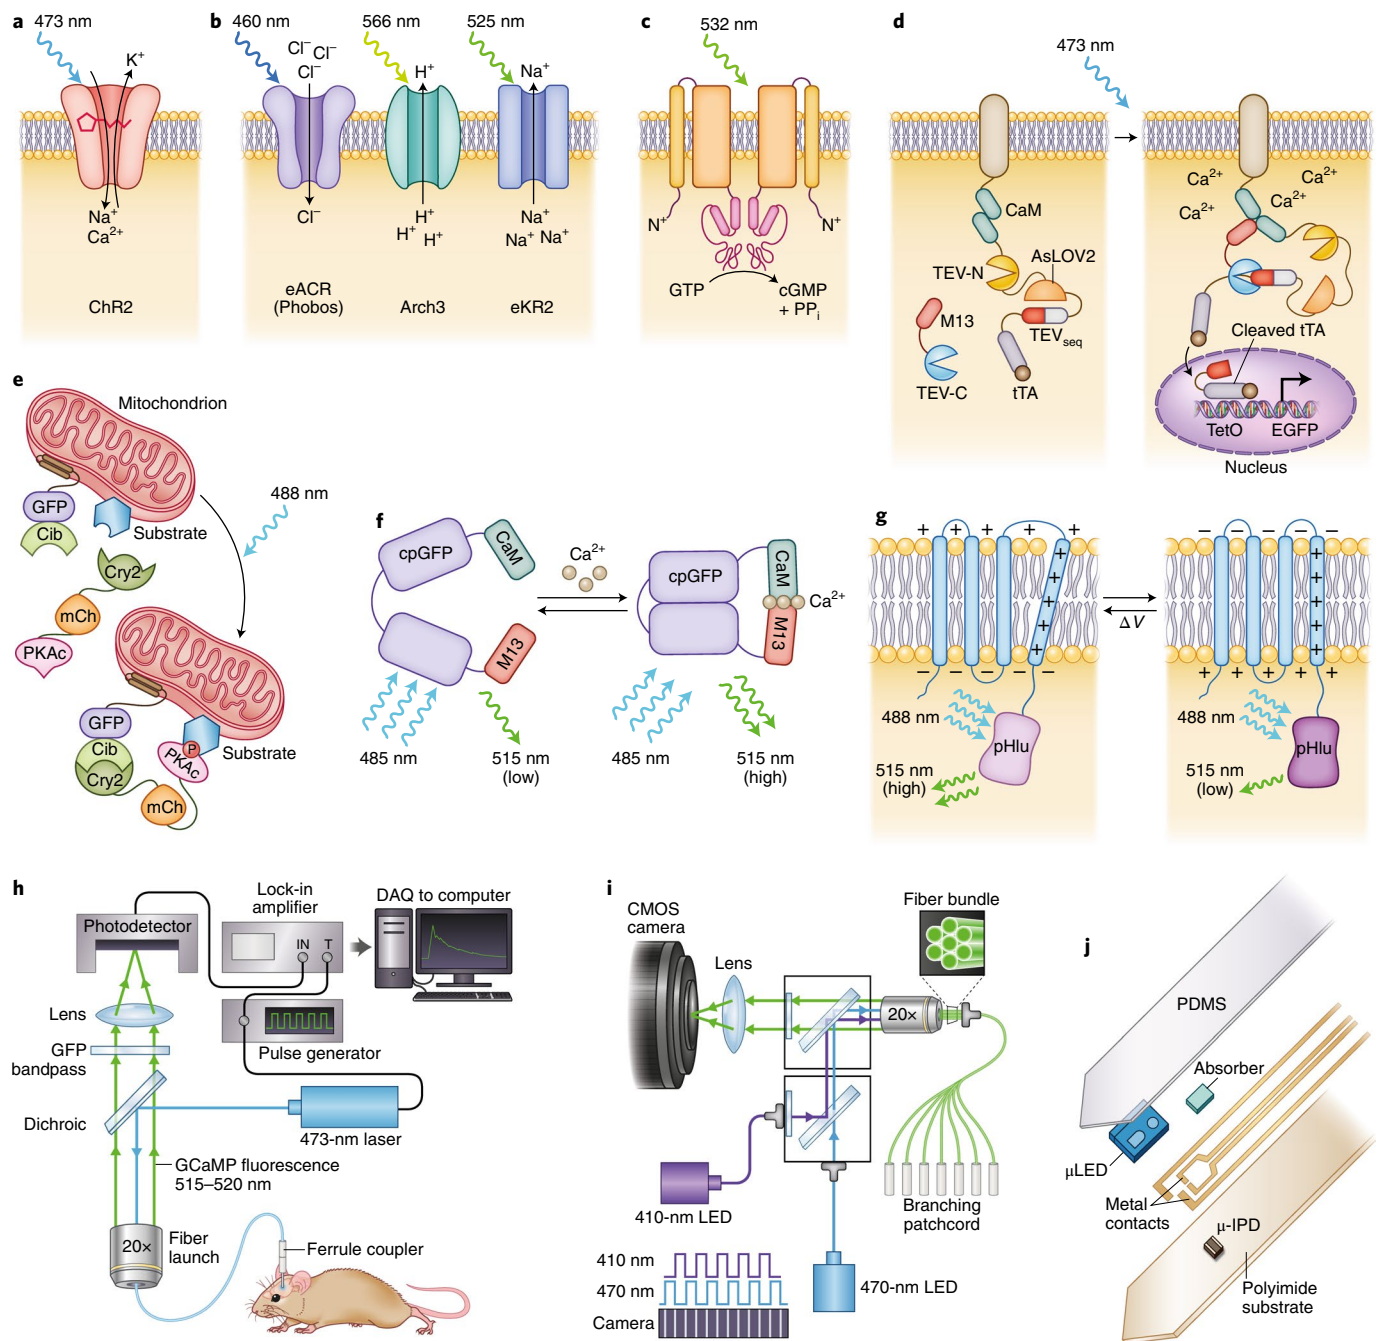 a
473 nm
K⁺
Na⁺
Ca²⁺
ChR2
b
460 nm
566 nm
525 nm
Cl⁻
Cl⁻
Cl⁻
H⁺
Na⁺
Cl⁻
H⁺
H⁺
H⁺
Na⁺
Na⁺
Na⁺
eACR
(Phobos)
Arch3
eKR2
c
532 nm
N⁺
N⁺
GTP
cGMP
+ PPᵢ
d
473 nm
CaM
TEV-N
AsLOV2
M13
TEVseq
TEV-C
tTA
Ca²⁺
Ca²⁺
Ca²⁺
Ca²⁺
Cleaved tTA
TetO
EGFP
Nucleus
e
Mitochondrion
GFP
Cib
Substrate
488 nm
Cry2
mCh
PKAc
GFP
Cib
Cry2
P
PKAc
Substrate
mCh
f
cpGFP
CaM
M13
485 nm
515 nm
(low)
Ca²⁺
cpGFP
CaM
Ca²⁺
M13
485 nm
515 nm
(high)
g
+ + + + +
+
+
+
+
+
− − − −
488 nm
pHlu
515 nm
(high)
ΔV
− − − − −
+
+
+
+
+
+
+ + + +
488 nm
pHlu
515 nm
(low)
h
Photodetector
Lock-in
amplifier
IN
T
DAQ to computer
Pulse generator
Lens
GFP
bandpass
Dichroic
473-nm laser
GCaMP fluorescence
515–520 nm
20×
Fiber
launch
Ferrule coupler
i
CMOS
camera
Lens
Fiber bundle
20×
410-nm LED
Branching
patchcord
470-nm LED
410 nm
470 nm
Camera
j
PDMS
Absorber
μLED
Metal
contacts
μ-IPD
Polyimide
substrate